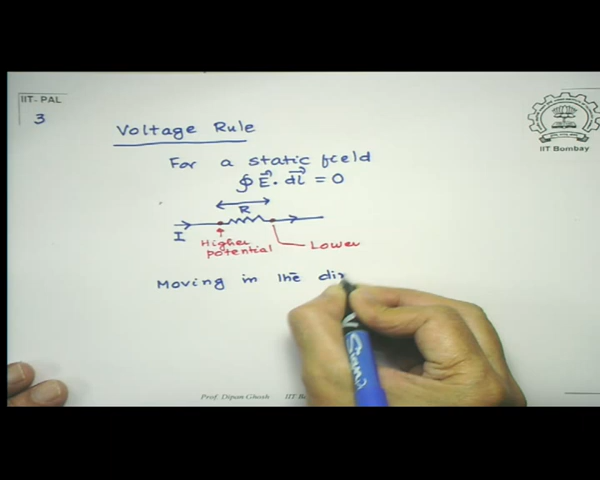 IIT- PAL
3
IIT Bombay
Voltage Rule
For a static field
∮ E⃗ · dl⃗ = 0
R
I
Higher potential
Lower
Moving in the dir
Prof. Dipan Ghosh